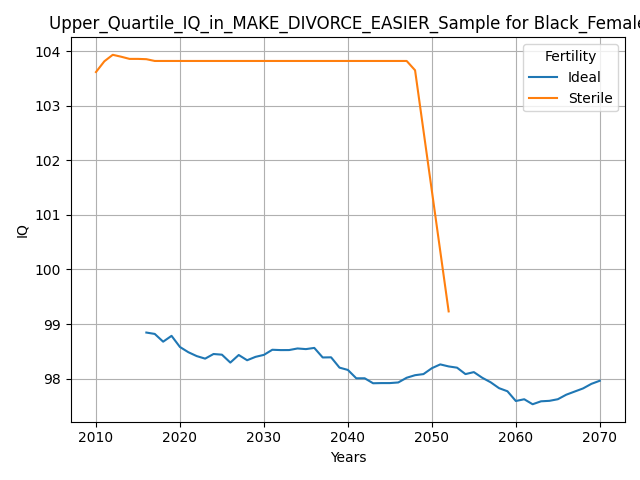 Upper_Quartile_IQ_in_MAKE_DIVORCE_EASIER_Sample for Black_Female
104
103
102
101
100
99
98
IQ
Fertility
Ideal
Sterile
2010 2020 2030 2040 2050 2060 2070
Years